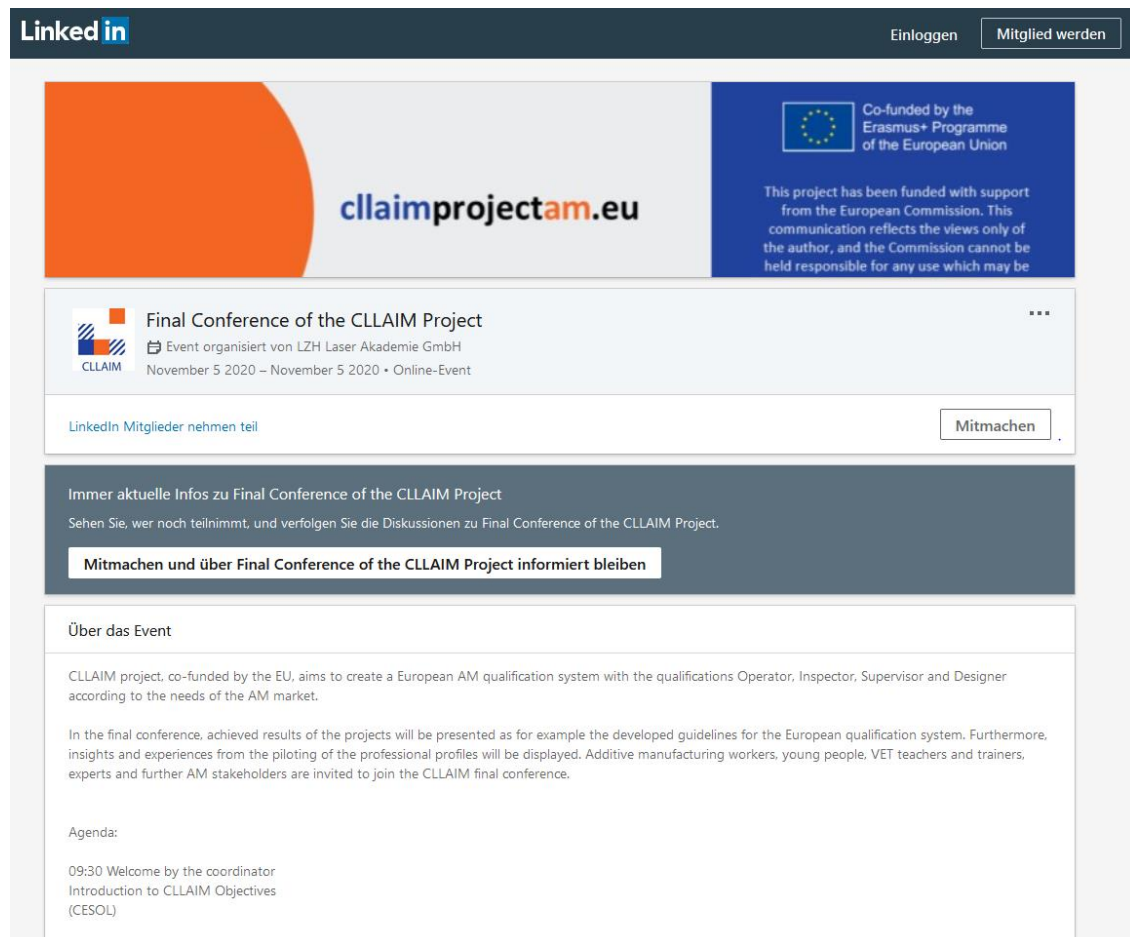 Linked in
Einloggen
Mitglied werden
cllaimprojectam.eu
Co-funded by the
Erasmus+ Programme
of the European Union
This project has been funded with support
from the European Commission. This
communication reflects the views only of
the author, and the Commission cannot be
held responsible for any use which may be
CLLAIM
Final Conference of the CLLAIM Project
Event organisiert von LZH Laser Akademie GmbH
November 5 2020 – November 5 2020 • Online-Event
LinkedIn Mitglieder nehmen teil
Mitmachen
Immer aktuelle Infos zu Final Conference of the CLLAIM Project
Sehen Sie, wer noch teilnimmt, und verfolgen Sie die Diskussionen zu Final Conference of the CLLAIM Project.
Mitmachen und über Final Conference of the CLLAIM Project informiert bleiben
Über das Event
CLLAIM project, co-funded by the EU, aims to create a European AM qualification system with the qualifications Operator, Inspector, Supervisor and Designer
according to the needs of the AM market.
In the final conference, achieved results of the projects will be presented as for example the developed guidelines for the European qualification system. Furthermore,
insights and experiences from the piloting of the professional profiles will be displayed. Additive manufacturing workers, young people, VET teachers and trainers,
experts and further AM stakeholders are invited to join the CLLAIM final conference.
Agenda:
09:30 Welcome by the coordinator
Introduction to CLLAIM Objectives
(CESOL)